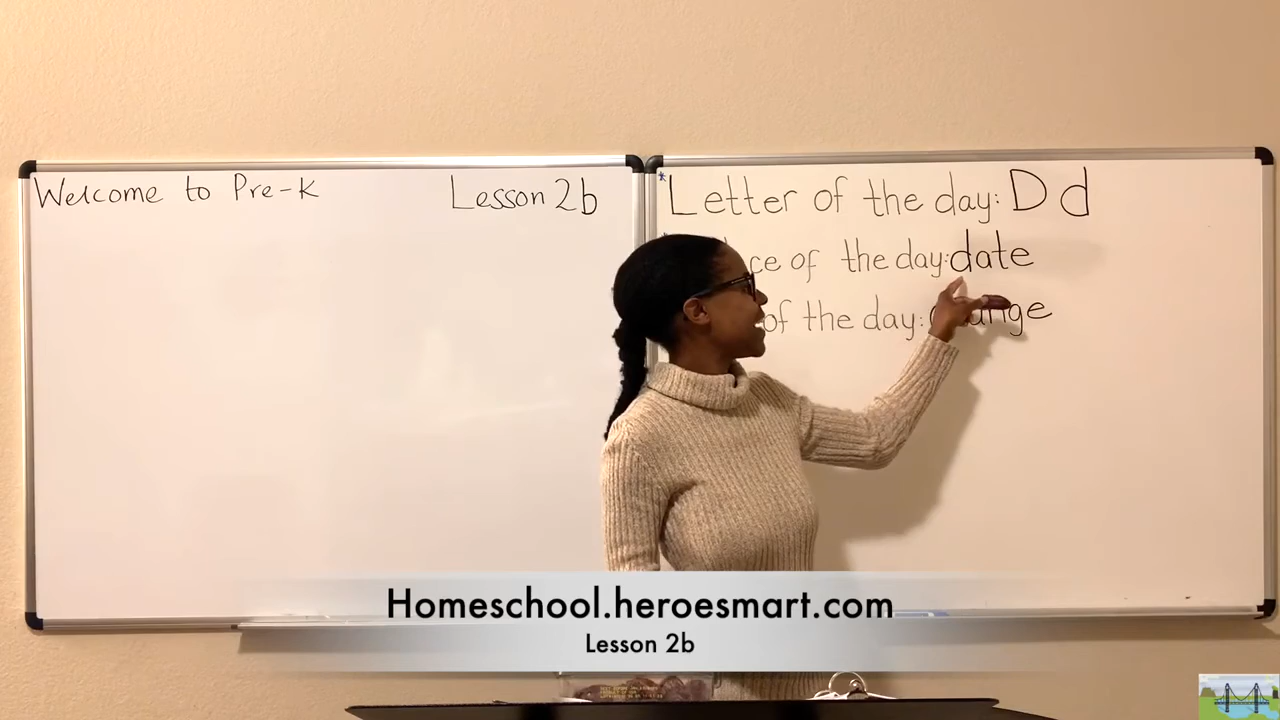 Welcome to Pre-K
Lesson 2b
Letter of the day: D d
of the day: date
of the day:
Homeschool.heroesmart.com
Lesson 2b